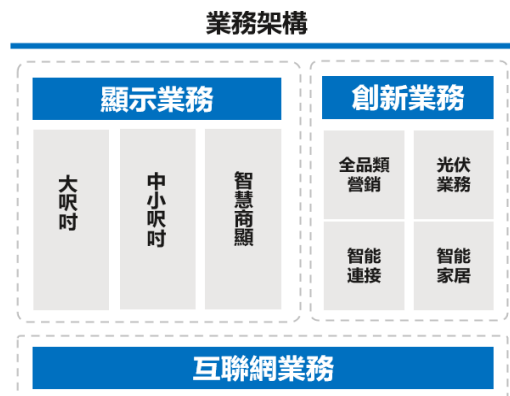 業務架構
顯示業務
大呎吋
中小呎吋
智慧商顯
創新業務
全品類
營銷
光伏
業務
智能
連接
智能
家居
互聯網業務